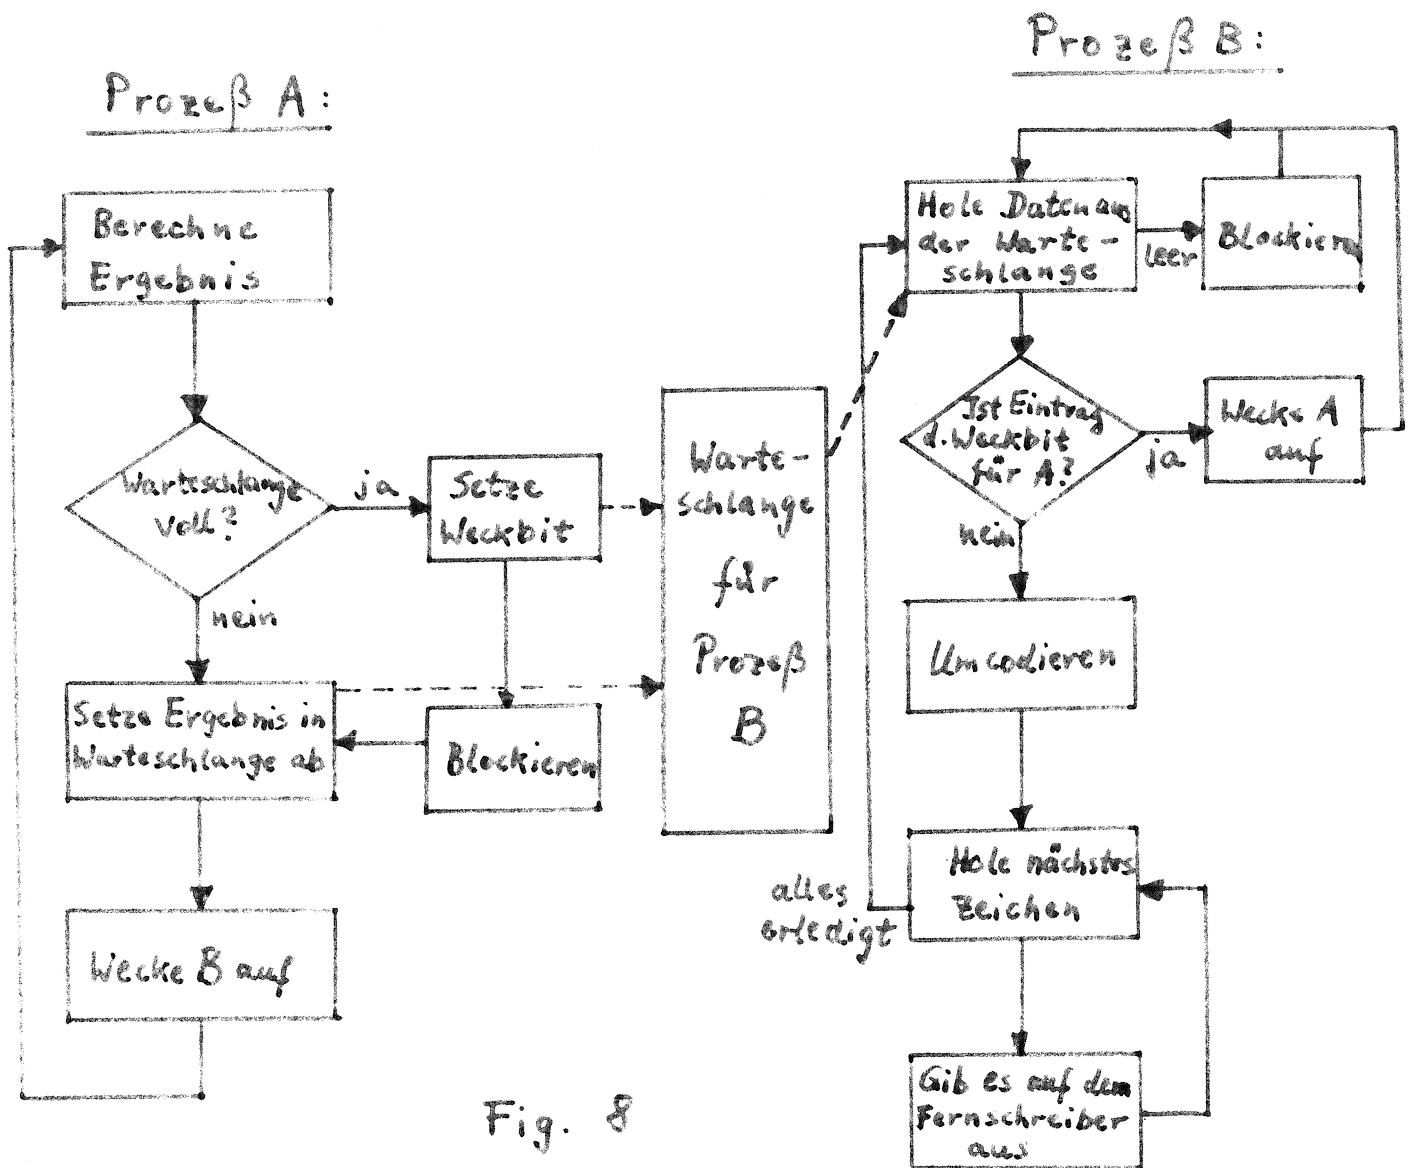 Prozeß A:
Berechne
Ergebnis
Warteschlange
voll?
ja
nein
Setze
Weckbit
Setze Ergebnis in
Warteschlange ab
Blockieren
Wecke B auf
Warte-
schlange
für
Prozeß
B
Prozeß B:
Hole Daten aus
der Warte-
schlange
leer
Blockieren
Ist Eintrag
d. Weckbit
für A?
ja
Wecke A
auf
nein
Umcodieren
Hole nächstes
Zeichen
alles
erledigt
Gib es auf dem
Fernschreiber
aus
Fig. 8